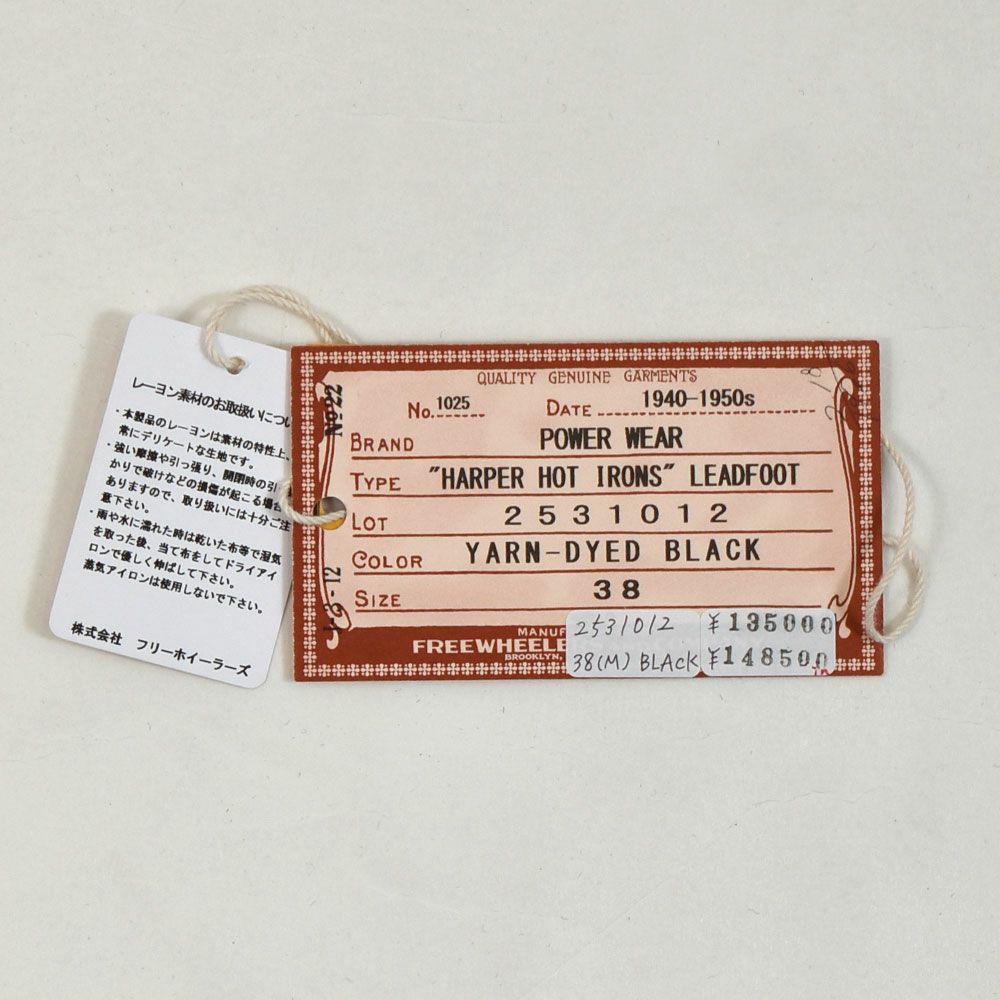 レーヨン素材のお取扱いについ
・本製品のレーヨンは素材の特性上、
常にデリケートな生地です。
・強い摩擦や引っ張り、開閉時の引
かりで破けなどの損傷が起こる場合
ありますので、取り扱いには十分ご注
意下さい。
・雨や水に濡れた時は乾いた布等で湿気
を取った後、当て布をしてドライアイ
ロンで優しく伸ばして下さい。
蒸気アイロンは使用しないで下さい。
株式会社 フリーホイーラーズ
QUALITY GENUINE GARMENTS
No. 1025 DATE 1940-1950s
BRAND POWER WEAR
TYPE "HARPER HOT IRONS" LEADFOOT
LOT 2531012
COLOR YARN-DYED BLACK
SIZE 38
MANUF
FREEWHEELE
BROOKLYN,
2531012 ¥135000
38(M) BLACK ¥148500
No22